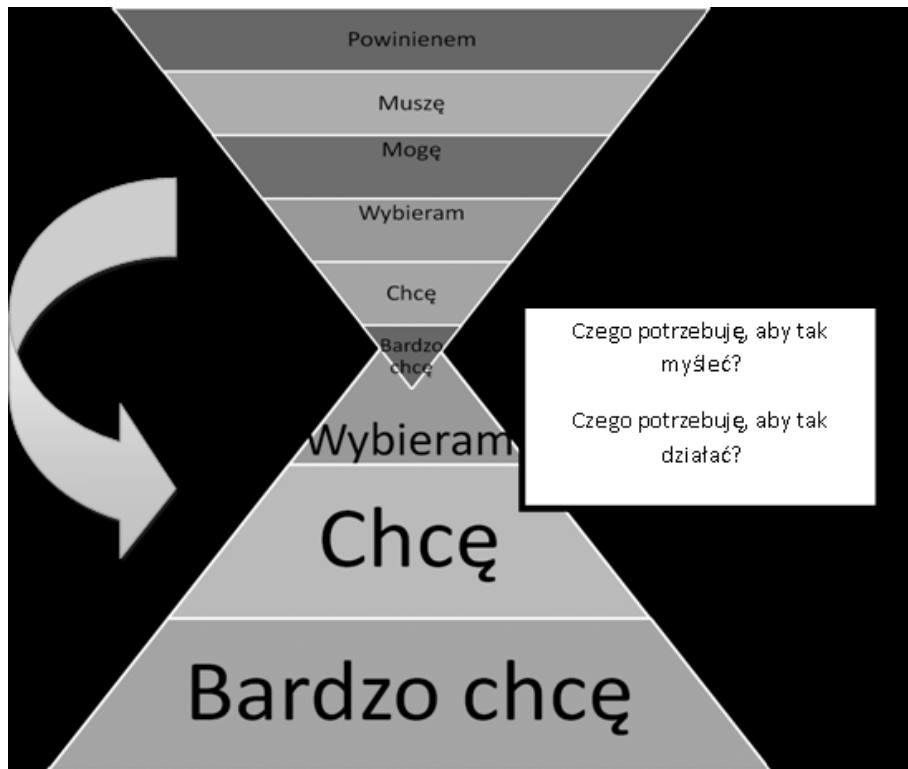 Powinienem
Muszę
Mogę
Wybieram
Chcę
Bardzo
chcę
Wybieram
Chcę
Bardzo chcę
Czego potrzebuję, aby tak
myśleć?
Czego potrzebuję, aby tak
działać?